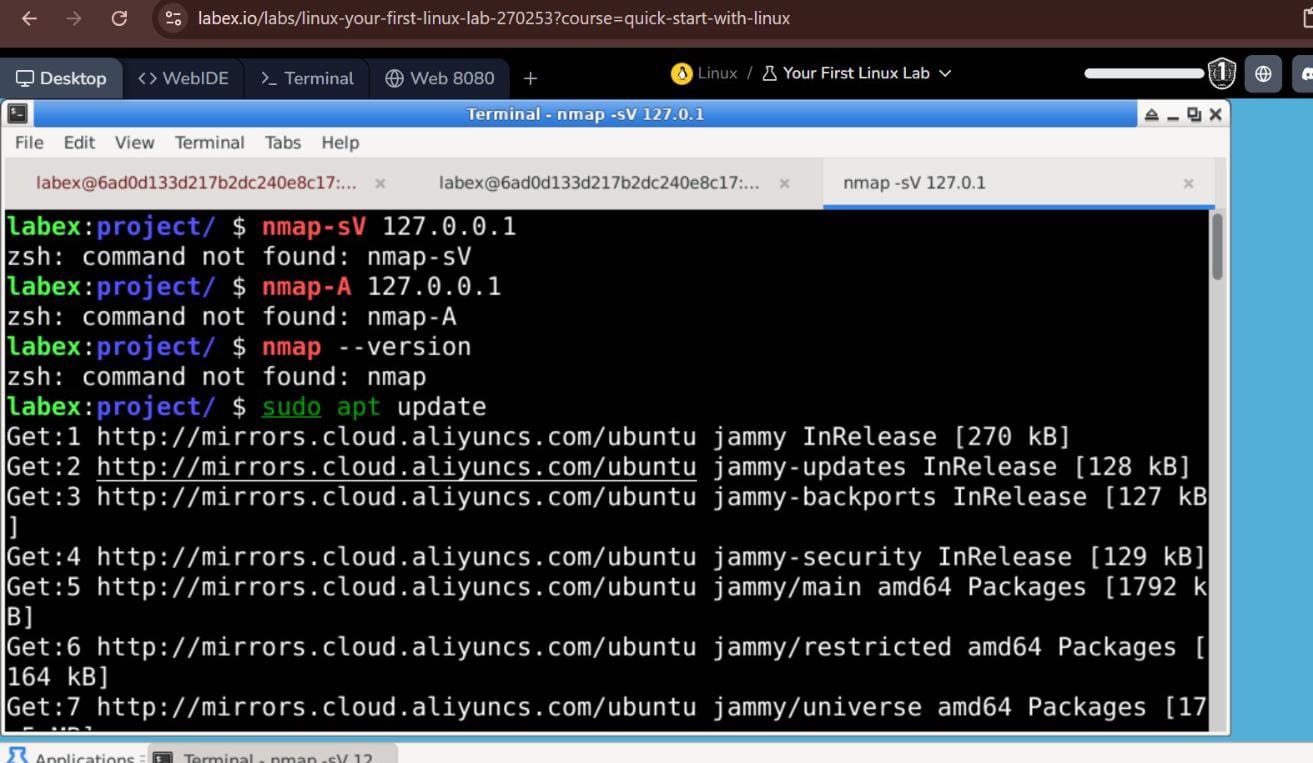 labex.io/labs/linux-your-first-linux-lab-270253?course=quick-start-with-linux
Desktop <> WebIDE >_ Terminal Web 8080 + Linux / Your First Linux Lab 1
Terminal - nmap -sV 127.0.1
File Edit View Terminal Tabs Help
labex@6ad0d133d217b2dc240e8c17:... × labex@6ad0d133d217b2dc240e8c17:... × nmap -sV 127.0.1 ×
labex:project/ $ nmap-sV 127.0.0.1
zsh: command not found: nmap-sV
labex:project/ $ nmap-A 127.0.0.1
zsh: command not found: nmap-A
labex:project/ $ nmap --version
zsh: command not found: nmap
labex:project/ $ sudo apt update
Get:1 http://mirrors.cloud.aliyuncs.com/ubuntu jammy InRelease [270 kB]
Get:2 http://mirrors.cloud.aliyuncs.com/ubuntu jammy-updates InRelease [128 kB]
Get:3 http://mirrors.cloud.aliyuncs.com/ubuntu jammy-backports InRelease [127 kB
]
Get:4 http://mirrors.cloud.aliyuncs.com/ubuntu jammy-security InRelease [129 kB]
Get:5 http://mirrors.cloud.aliyuncs.com/ubuntu jammy/main amd64 Packages [1792 k
B]
Get:6 http://mirrors.cloud.aliyuncs.com/ubuntu jammy/restricted amd64 Packages [
164 kB]
Get:7 http://mirrors.cloud.aliyuncs.com/ubuntu jammy/universe amd64 Packages [17
.5 MB]
Applications Terminal - nmap -sV 12...